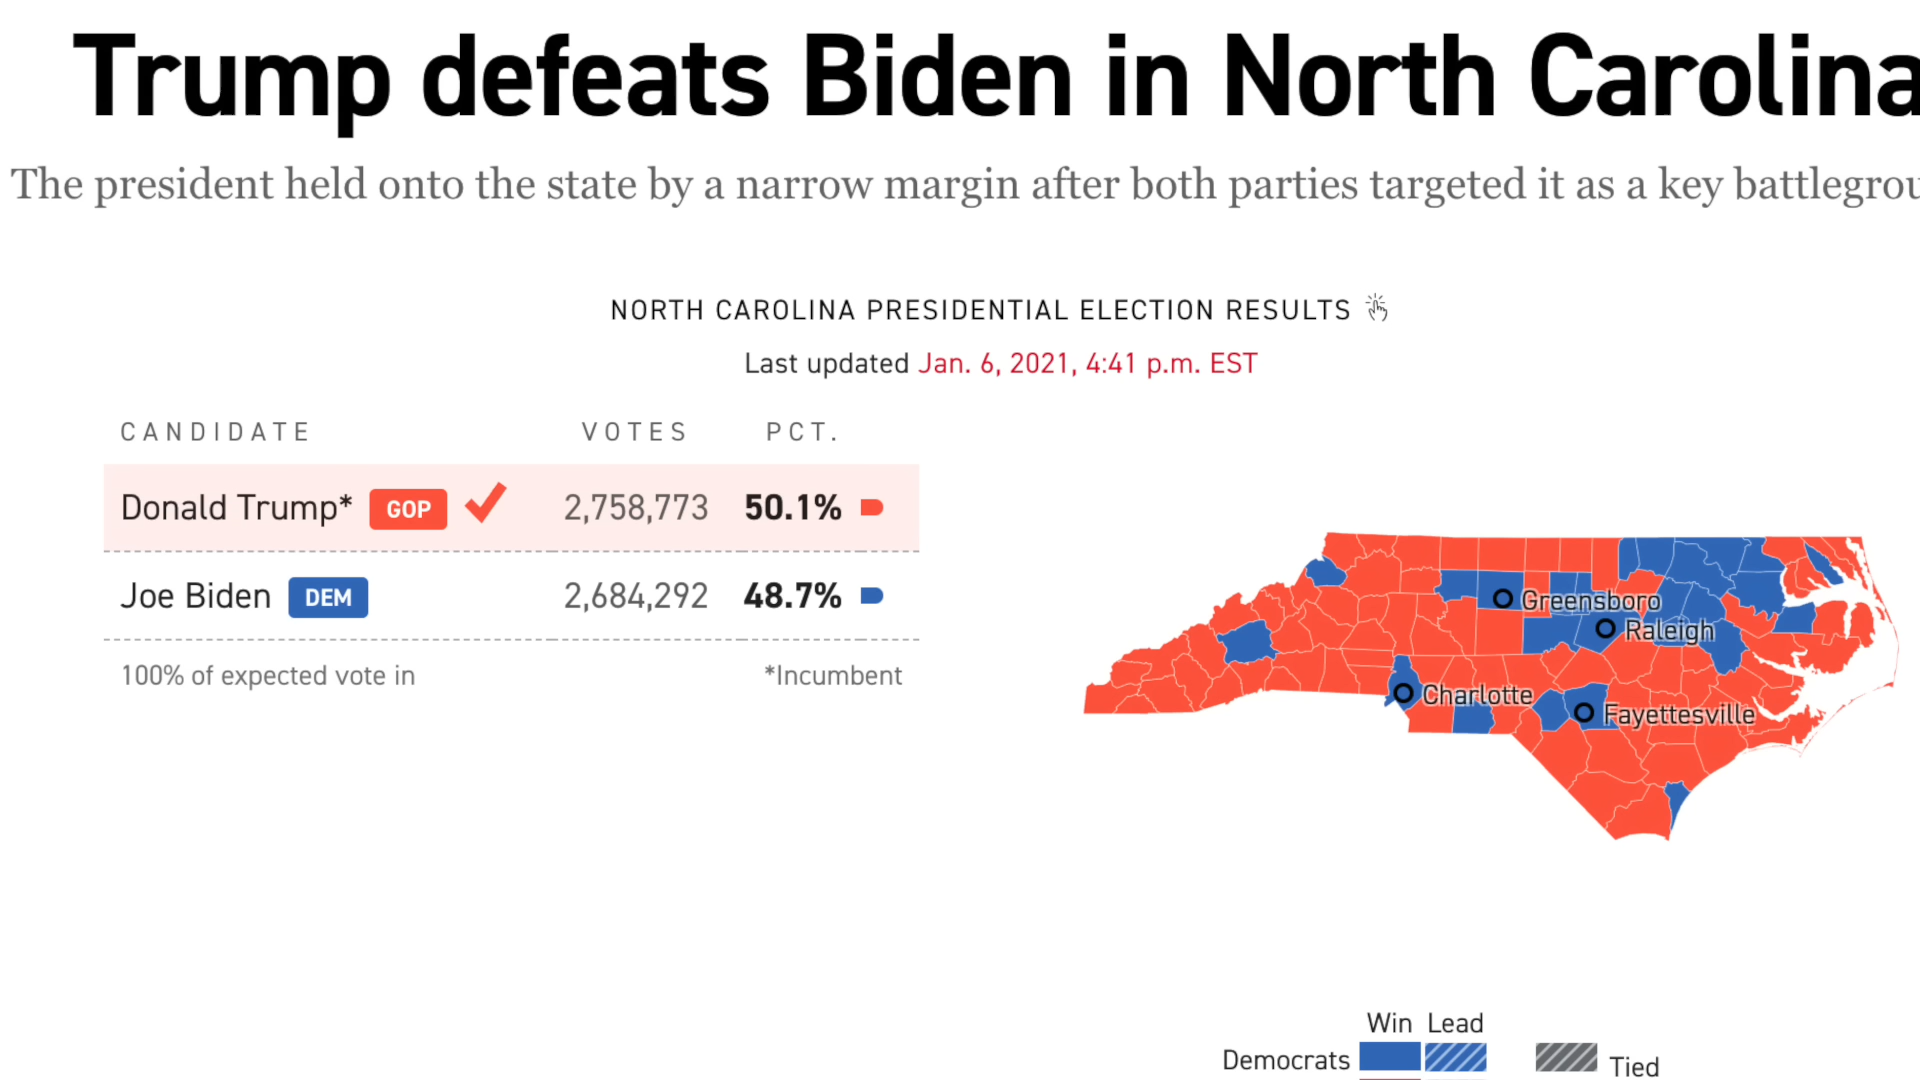 Trump defeats Biden in North Carolina
The president held onto the state by a narrow margin after both parties targeted it as a key
NORTH CAROLINA PRESIDENTIAL ELECTION RESULTS
Last updated Jan. 6, 2021, 4:41 p.m. EST
CANDIDATE VOTES PCT.
Donald Trump* GOP 2,758,773 50.1%
Joe Biden DEM 2,684,292 48.7%
100% of expected vote in *Incumbent
Greensboro
Raleigh
Charlotte
Fayettesville
Win Lead
Democrats Tied